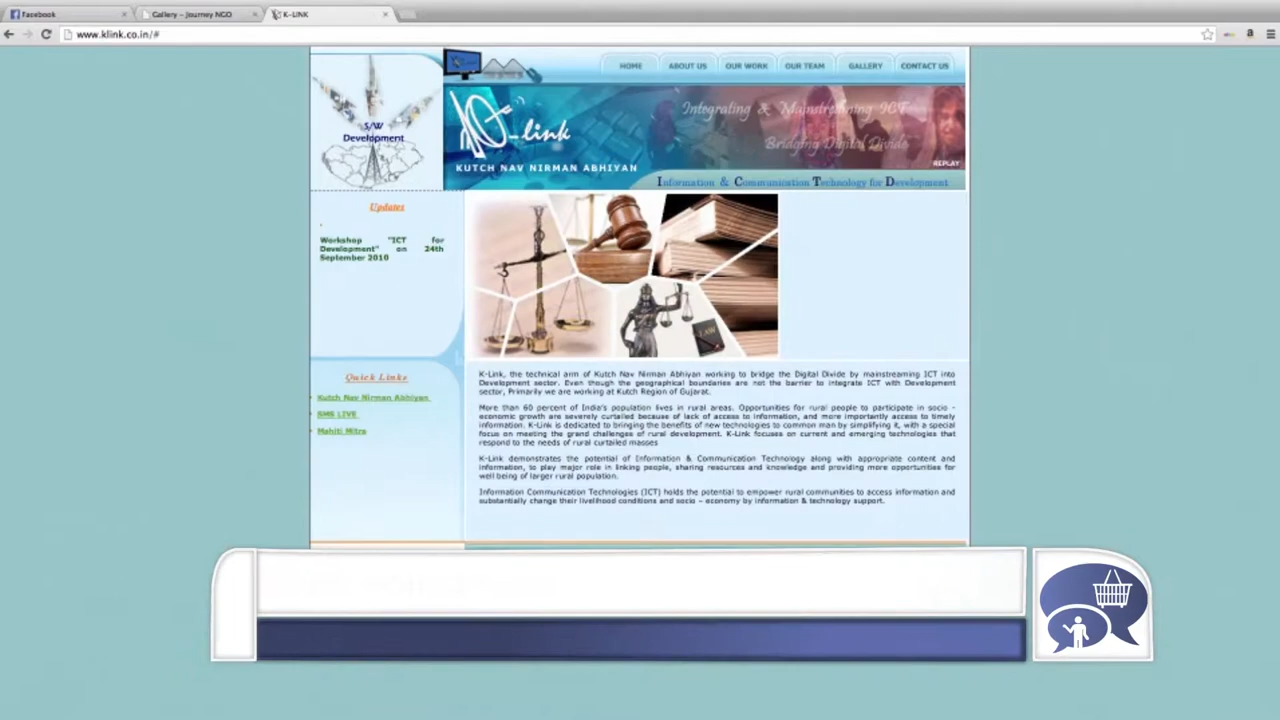 Facebook
Gallery - Journey NGO
K-LINK
www.klink.co.in/#
HOME
ABOUT US
OUR WORK
OUR TEAM
GALLERY
CONTACT US
S/W
Development
K-link
KUTCH NAV NIRMAN ABHIYAN
Integrating & Mainstreaming ICT
Bridging Digital Divide
REPLAY
Information & Communication Technology for Development
Updates
Workshop "ICT for
Development" on 24th
September 2010
LAW
Quick Links
Kutch Nav Nirman Abhiyan
SMS LIVE
Mahiti Mitra
K-Link, the technical arm of Kutch Nav Nirman Abhiyan working to bridge the Digital Divide by mainstreaming ICT into
Development sector. Even though the geographical boundaries are not the barrier to integrate ICT with Development
sector, Primarily we are working at Kutch Region of Gujarat.
More than 60 percent of India's population lives in rural areas. Opportunities for rural people to participate in socio -
economic growth are severely curtailed because of lack of access to information, and more importantly access to timely
information. K-Link is dedicated to bringing the benefits of new technologies to common man by simplifying it, with a special
focus on meeting the grand challenges of rural development. K-Link focuses on current and emerging technologies that
respond to the needs of rural curtailed masses
K-Link demonstrates the potential of Information & Communication Technology along with appropriate content and
information, to play major role in linking people, sharing resources and knowledge and providing more opportunities for
well being of larger rural population.
Information Communication Technologies (ICT) holds the potential to empower rural communities to access information and
substantially change their livelihood conditions and socio - economy by information & technology support.